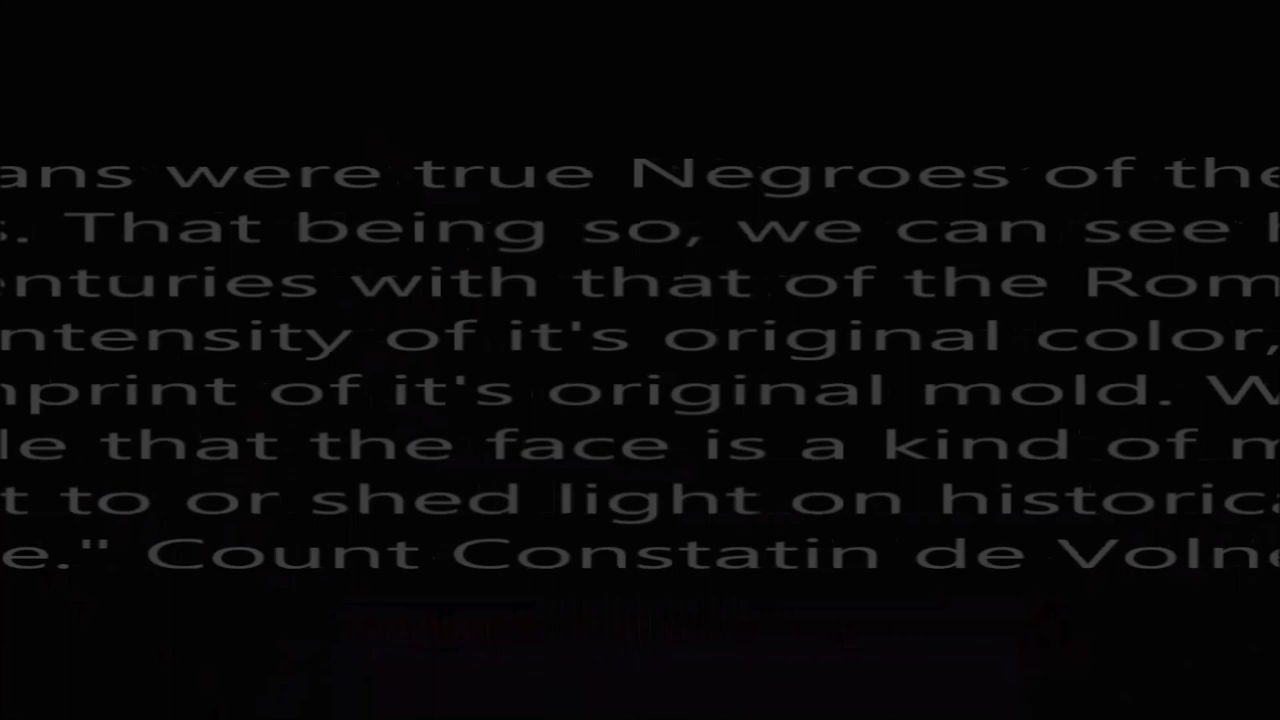 ans were true Negroes of the
s. That being so, we can see
enturies with that of the Rom
ntensity of it's original color,
mprint of it's original mold. W
le that the face is a kind of m
t to or shed light on historica
e." Count Constatin de Volne